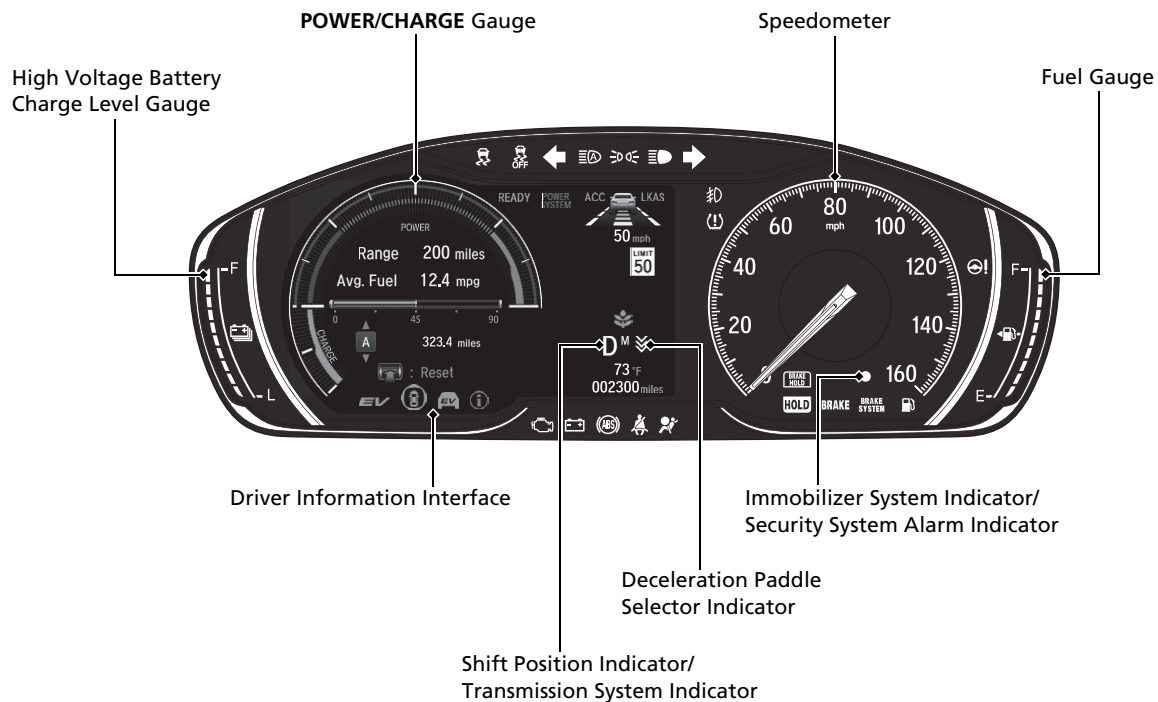 POWER/CHARGE Gauge
Speedometer
High Voltage Battery
Charge Level Gauge
Fuel Gauge
OFF
A
READY
POWER
SYSTEM
ACC
LKAS
50 mph
LIMIT
50
POWER
Range 200 miles
Avg. Fuel 12.4 mpg
0 45 90
CHARGE
A
323.4 miles
: Reset
EV
EV
D M
73 °F
002300 miles
F
L
0
20
40
60
80
mph
100
120
140
160
BRAKE
HOLD
HOLD
BRAKE
BRAKE
SYSTEM
F
E
ABS
Driver Information Interface
Immobilizer System Indicator/
Security System Alarm Indicator
Deceleration Paddle
Selector Indicator
Shift Position Indicator/
Transmission System Indicator